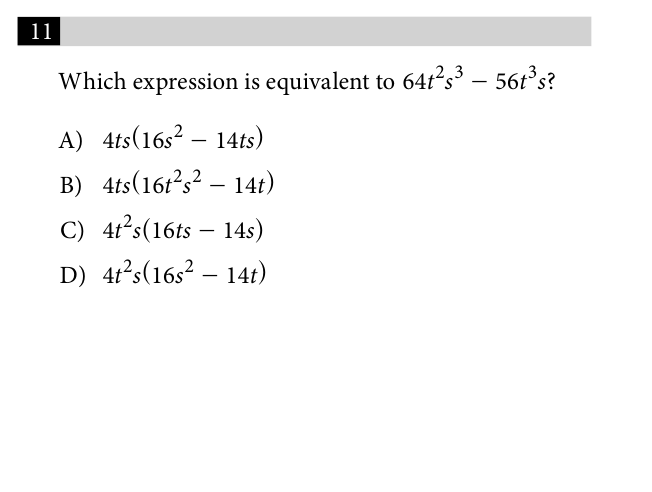 11
Which expression is equivalent to 64t²s³ − 56t³s?
A) 4ts(16s² − 14ts)
B) 4ts(16t²s² − 14t)
C) 4t²s(16ts − 14s)
D) 4t²s(16s² − 14t)